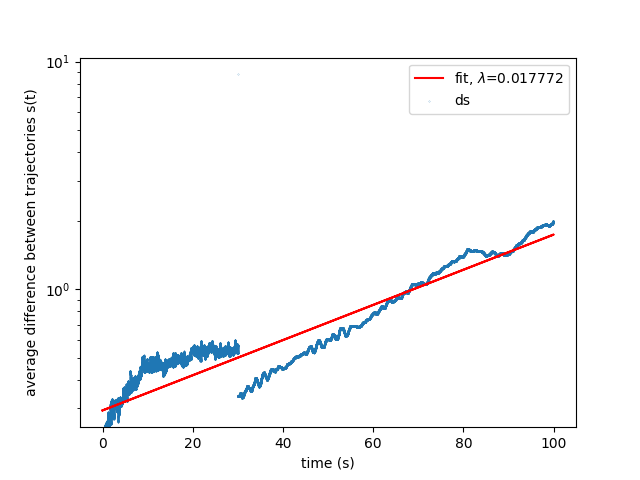 average difference between trajectories s(t)
10¹
10⁰
fit, λ=0.017772
ds
0
20
40
60
80
100
time (s)